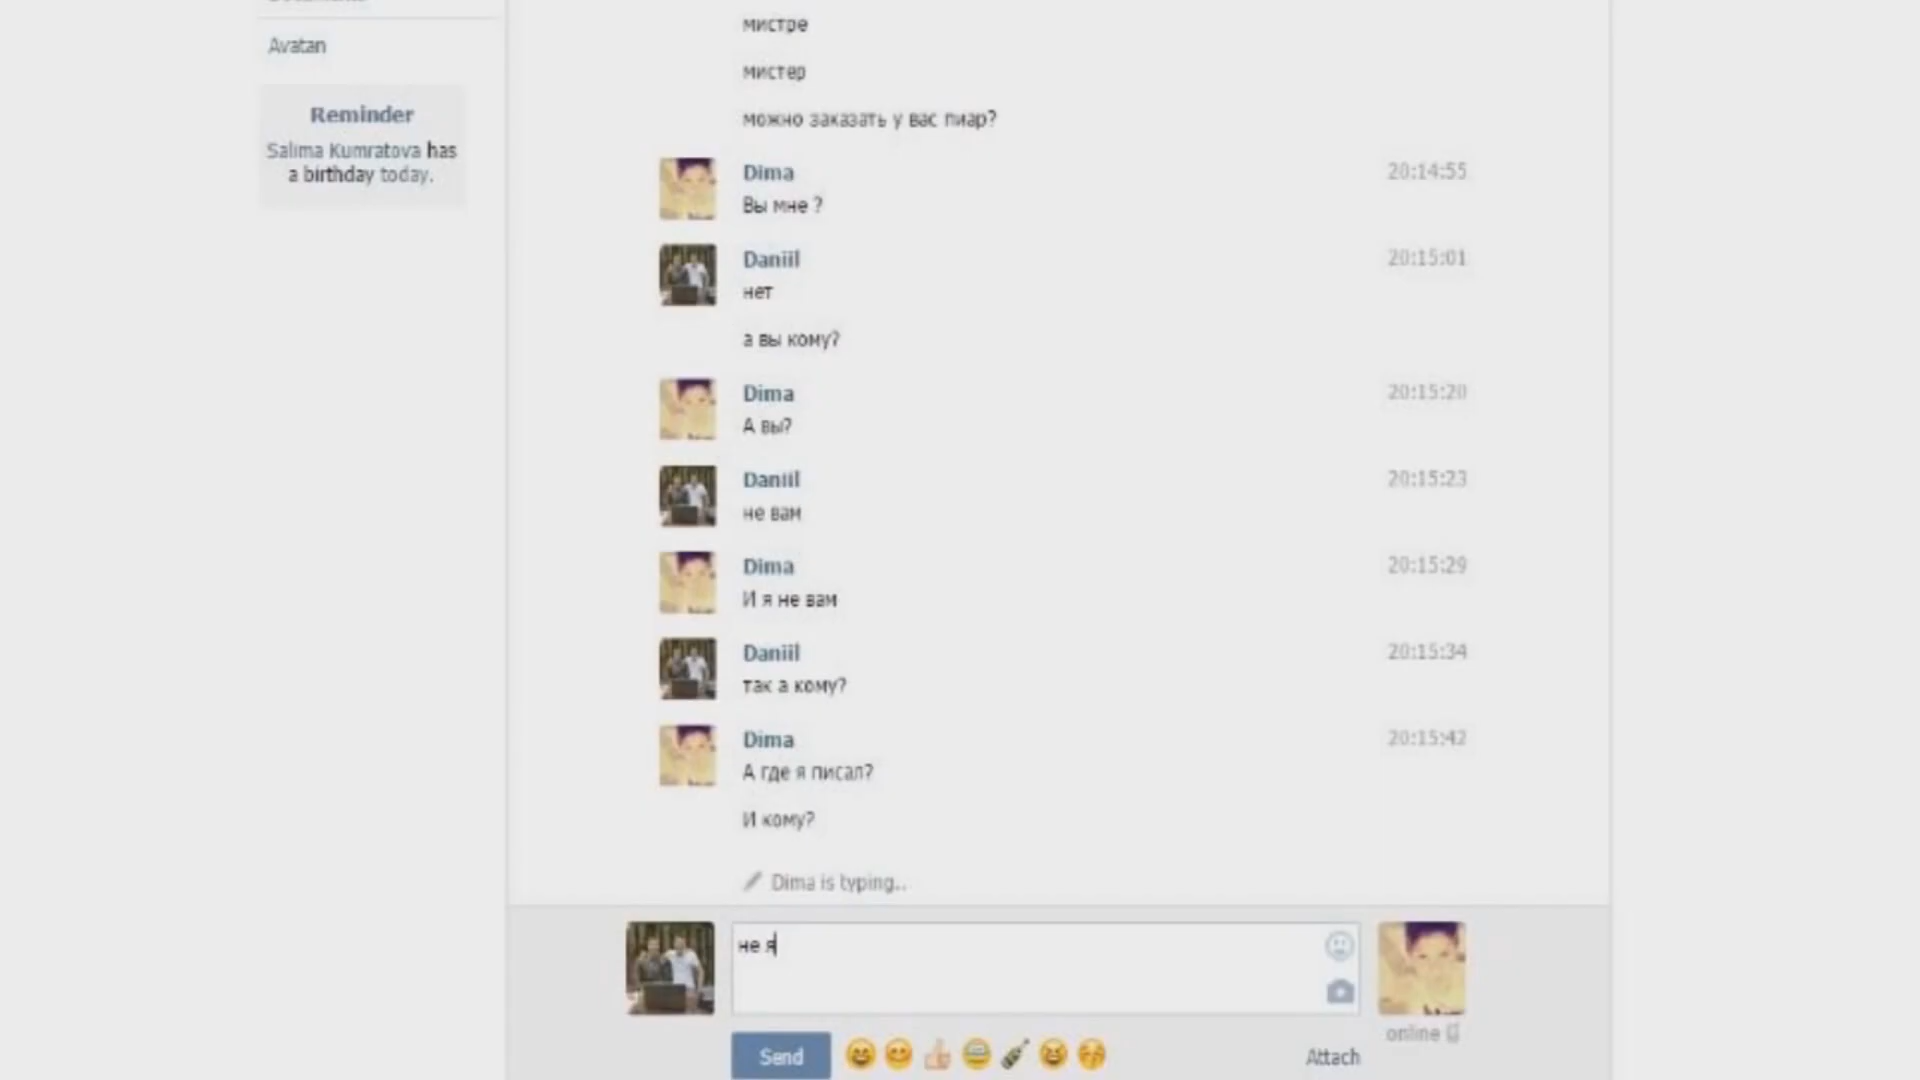 Avatan
Reminder
Salima Kumratova has
a birthday today.
мистре
мистер
можно заказать у вас пиар?
Dima
20:14:55
Вы мне ?
Daniil
20:15:01
нет
а вы кому?
Dima
20:15:20
А вы?
Daniil
20:15:23
не вам
Dima
20:15:29
И я не вам
Daniil
20:15:34
так а кому?
Dima
20:15:42
А где я писал?
И кому?
Dima is typing..
не я
online
Send
Attach